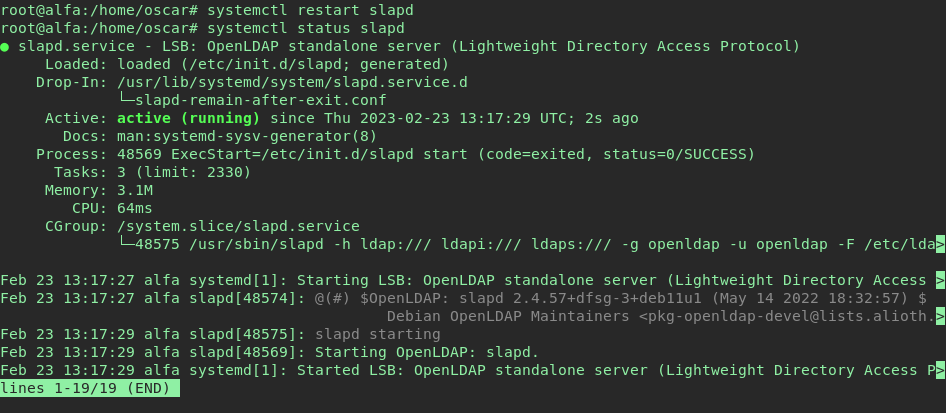 root@alfa:/home/oscar# systemctl restart slapd
root@alfa:/home/oscar# systemctl status slapd
● slapd.service - LSB: OpenLDAP standalone server (Lightweight Directory Access Protocol)
     Loaded: loaded (/etc/init.d/slapd; generated)
    Drop-In: /usr/lib/systemd/system/slapd.service.d
             └─slapd-remain-after-exit.conf
     Active: active (running) since Thu 2023-02-23 13:17:29 UTC; 2s ago
       Docs: man:systemd-sysv-generator(8)
    Process: 48569 ExecStart=/etc/init.d/slapd start (code=exited, status=0/SUCCESS)
      Tasks: 3 (limit: 2330)
     Memory: 3.1M
        CPU: 64ms
     CGroup: /system.slice/slapd.service
             └─48575 /usr/sbin/slapd -h ldap:/// ldapi:/// ldaps:/// -g openldap -u openldap -F /etc/lda>

Feb 23 13:17:27 alfa systemd[1]: Starting LSB: OpenLDAP standalone server (Lightweight Directory Access >
Feb 23 13:17:27 alfa slapd[48574]: @(#) $OpenLDAP: slapd 2.4.57+dfsg-3+deb11u1 (May 14 2022 18:32:57) $
                                           Debian OpenLDAP Maintainers <pkg-openldap-devel@lists.alioth.>
Feb 23 13:17:29 alfa slapd[48575]: slapd starting
Feb 23 13:17:29 alfa slapd[48569]: Starting OpenLDAP: slapd.
Feb 23 13:17:29 alfa systemd[1]: Started LSB: OpenLDAP standalone server (Lightweight Directory Access P>
lines 1-19/19 (END)